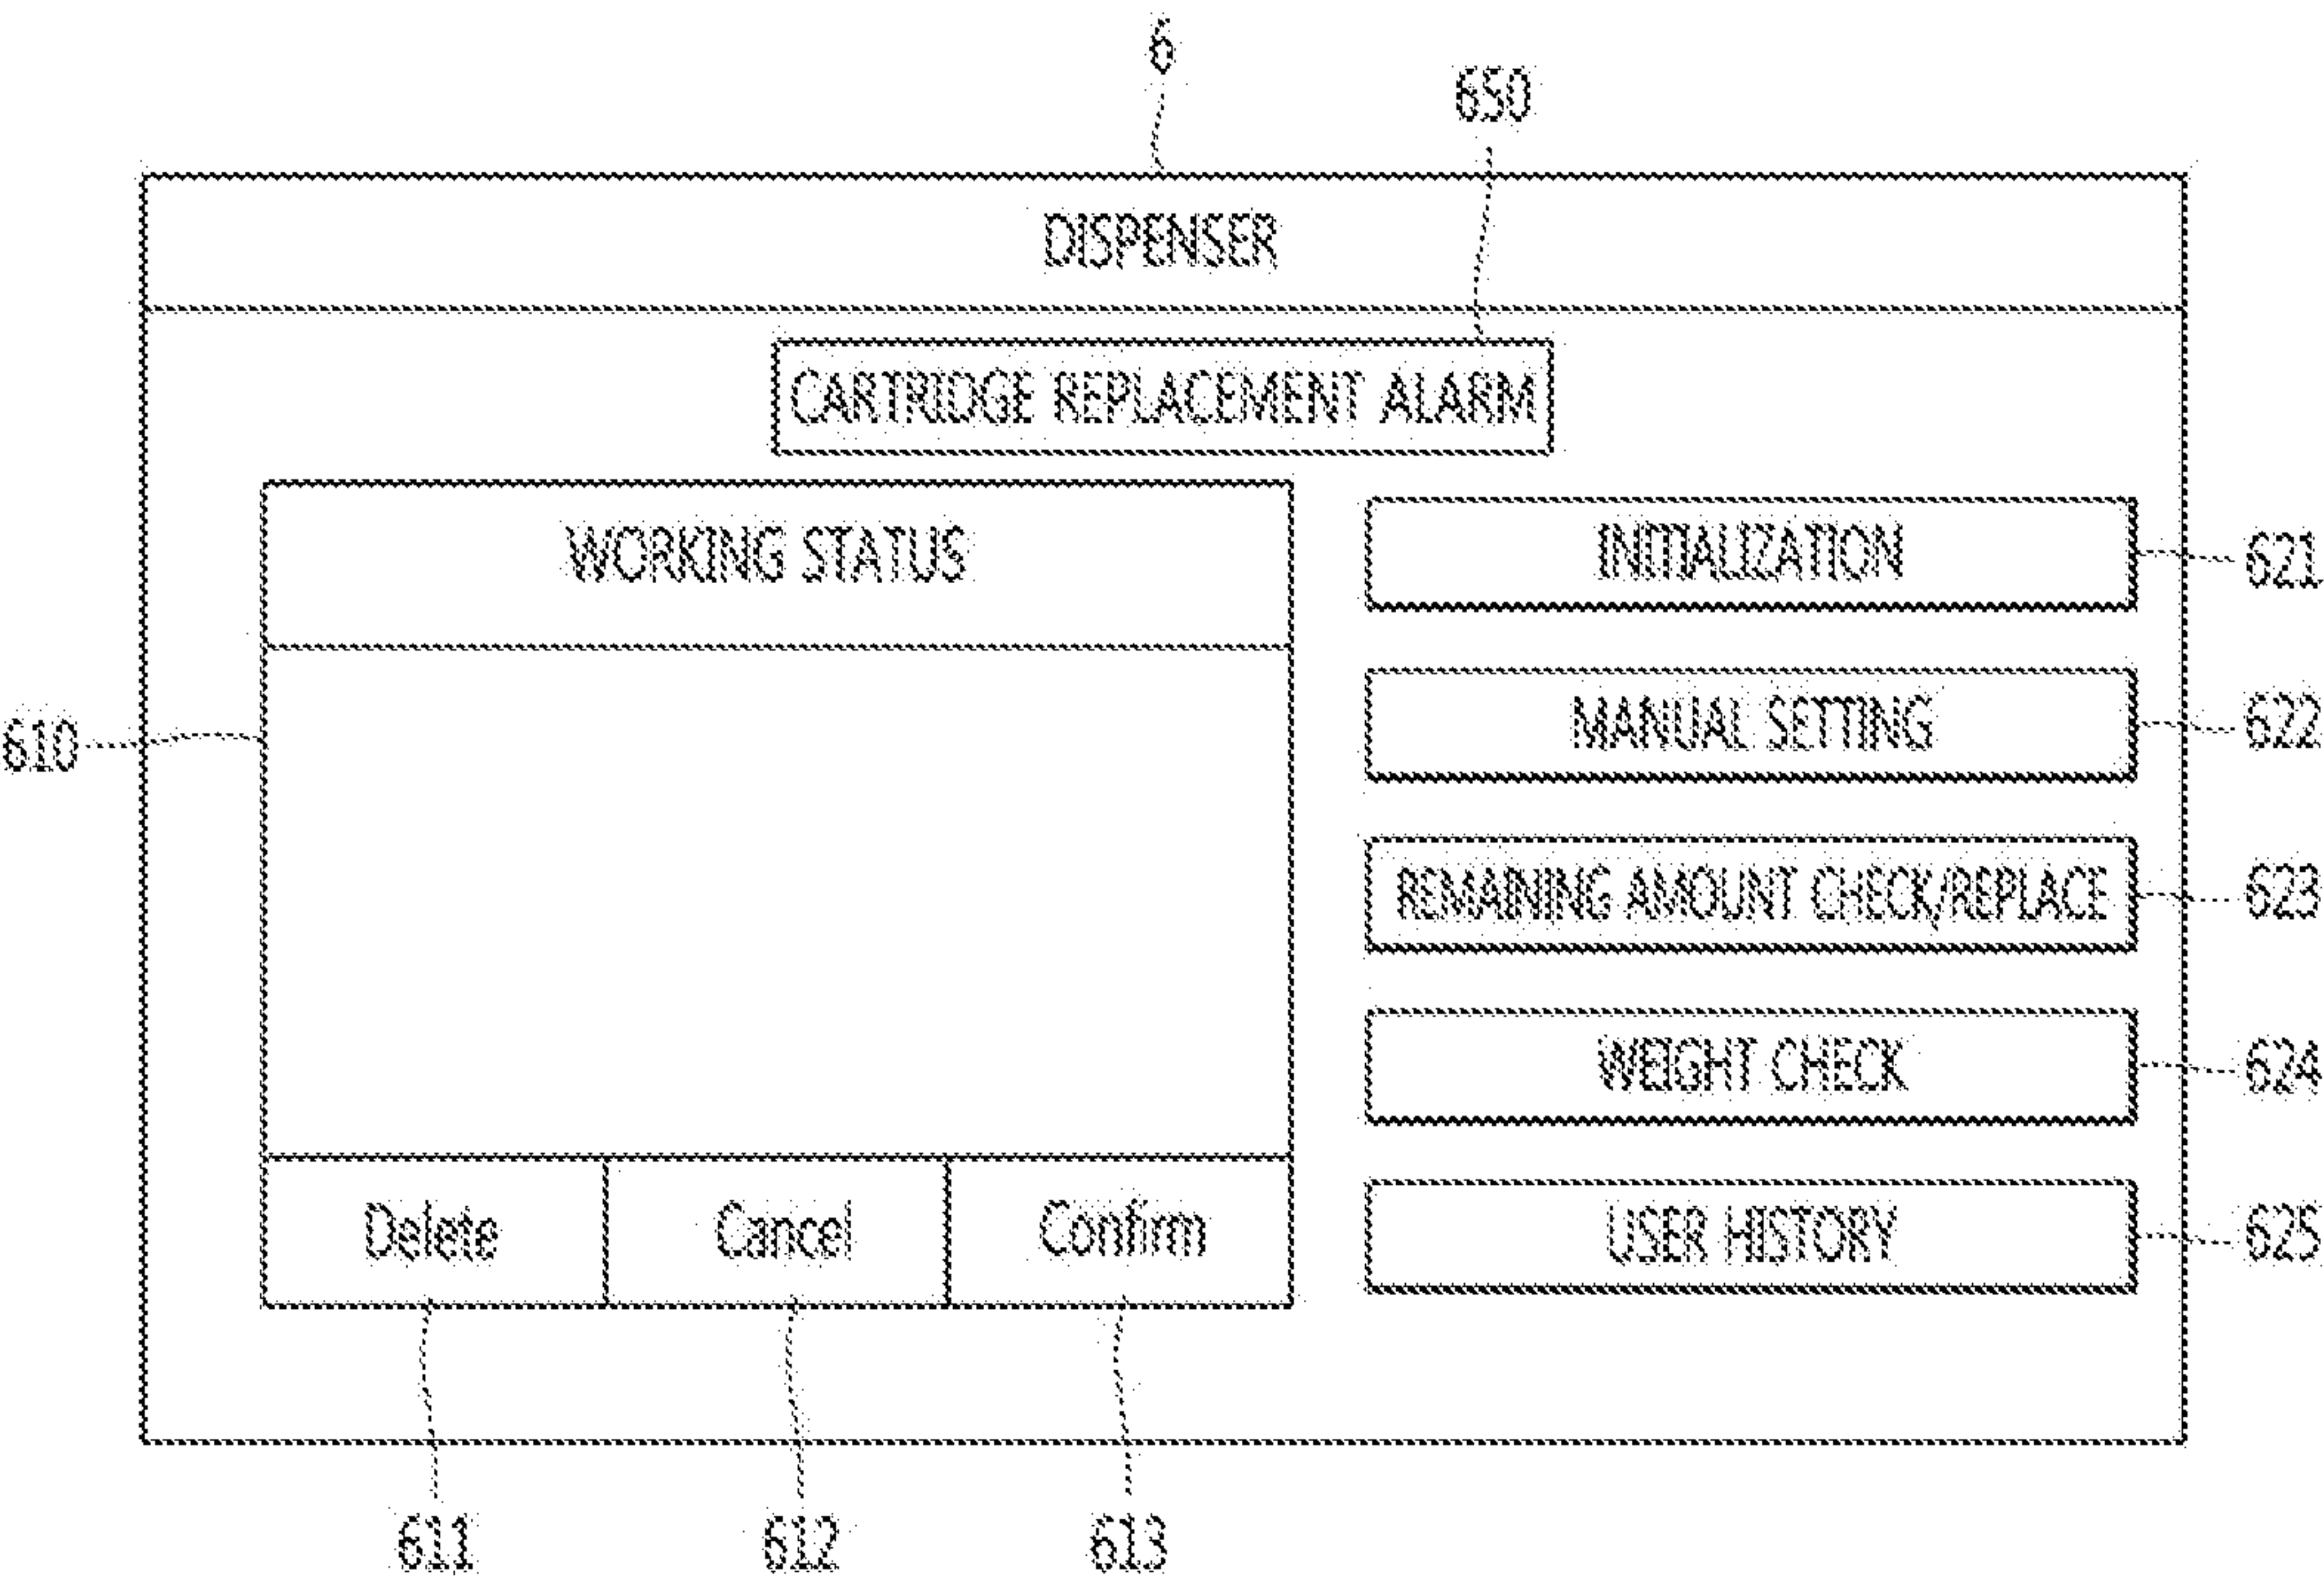 6
650
DISPENSER
CARTRIDGE REPLACEMENT ALARM
WORKING STATUS
INITIALIZATION
621
610
MANUAL SETTING
622
REMAINING AMOUNT CHECK/REPLACE
623
WEIGHT CHECK
624
Delete
Cancel
Confirm
USER HISTORY
625
611
612
613